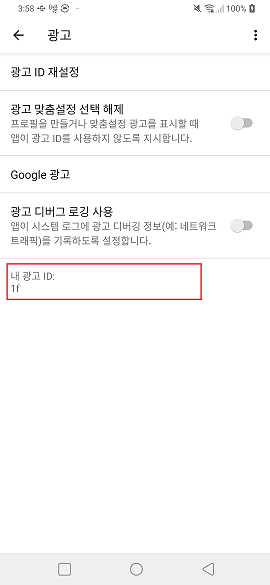 3:58
100%
광고
광고 ID 재설정
광고 맞춤설정 선택 해제
프로필을 만들거나 맞춤설정 광고를 표시할 때
앱이 광고 ID를 사용하지 않도록 지시합니다.
Google 광고
광고 디버그 로깅 사용
앱이 시스템 로그에 광고 디버깅 정보(예: 네트워크
트래픽)를 기록하도록 설정합니다.
내 광고 ID:
1f